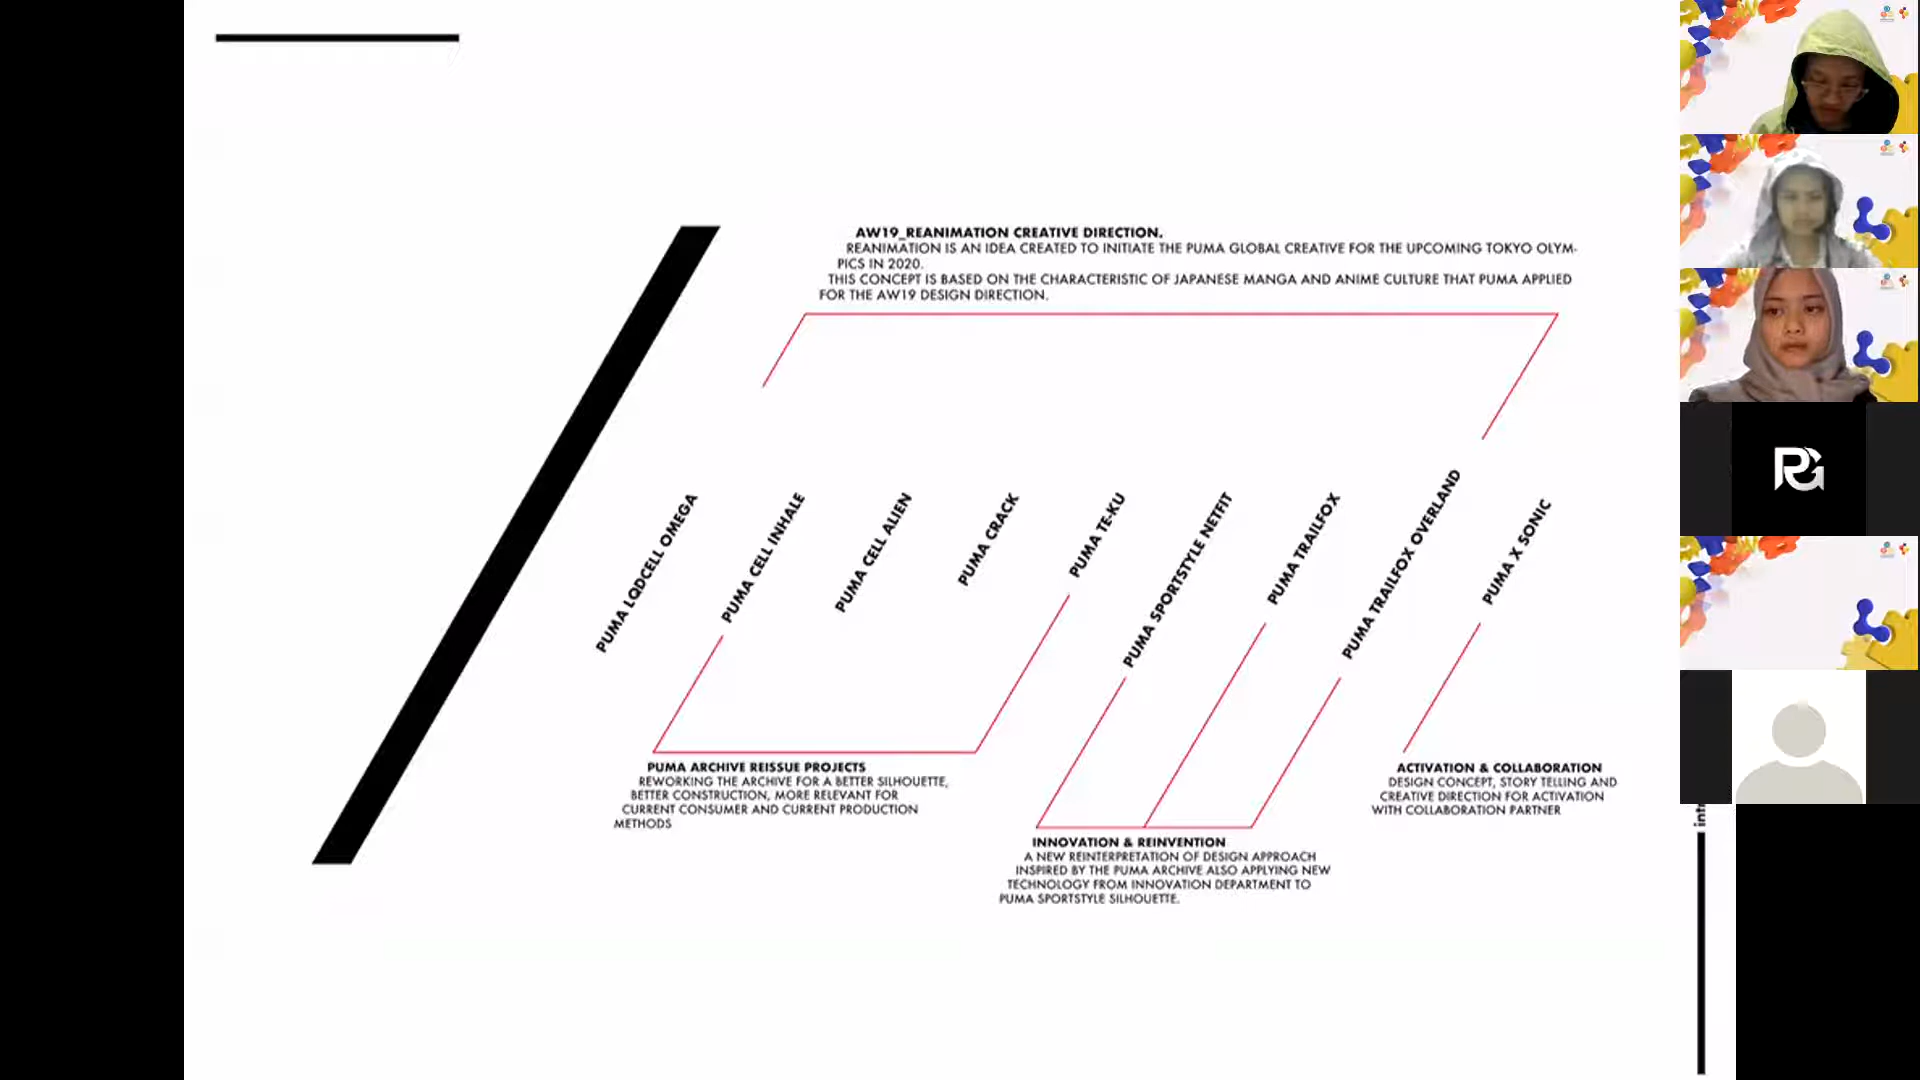 AW19_REANIMATION CREATIVE DIRECTION.
REANIMATION IS AN IDEA CREATED TO INITIATE THE PUMA GLOBAL CREATIVE FOR THE UPCOMING TOKYO OLYM-
PICS IN 2020.
THIS CONCEPT IS BASED ON THE CHARACTERISTIC OF JAPANESE MANGA AND ANIME CULTURE THAT PUMA APPLIED
FOR THE AW19 DESIGN DIRECTION.
PUMA LQDCELL OMEGA
PUMA CELL INHALE
PUMA CELL ALIEN
PUMA CRACK
PUMA TE-KU
PUMA SPORTSTYLE NETFIT
PUMA TRAILFOX
PUMA TRAILFOX OVERLAND
PUMA X SONIC
PUMA ARCHIVE REISSUE PROJECTS
REWORKING THE ARCHIVE FOR A BETTER SILHOUETTE,
BETTER CONSTRUCTION, MORE RELEVANT FOR
CURRENT CONSUMER AND CURRENT PRODUCTION
METHODS
INNOVATION & REINVENTION
A NEW REINTERPRETATION OF DESIGN APPROACH
INSPIRED BY THE PUMA ARCHIVE ALSO APPLYING NEW
TECHNOLOGY FROM INNOVATION DEPARTMENT TO
PUMA SPORTSTYLE SILHOUETTE.
ACTIVATION & COLLABORATION
DESIGN CONCEPT, STORY TELLING AND
CREATIVE DIRECTION FOR ACTIVATION
WITH COLLABORATION PARTNER